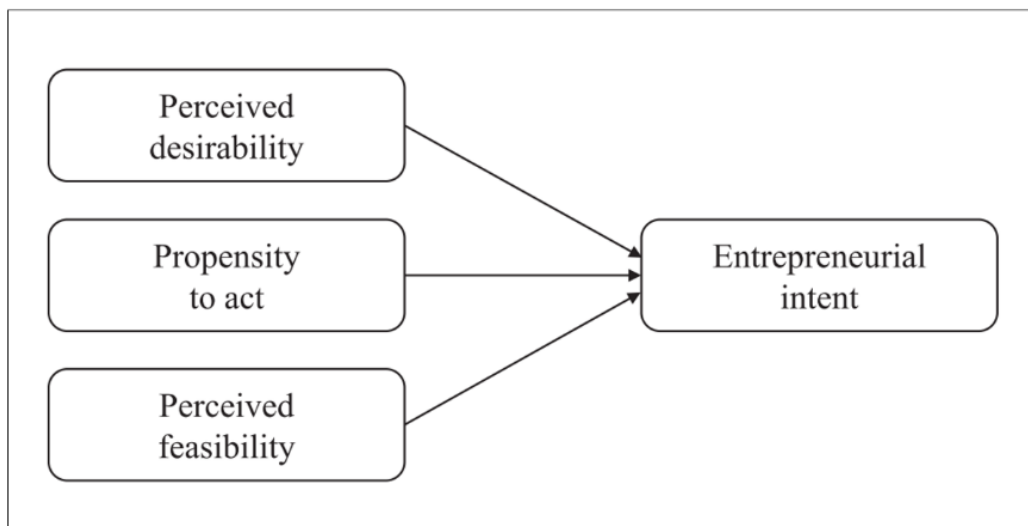 Perceived
desirability
Propensity
to act
Perceived
feasibility
Entrepreneurial
intent